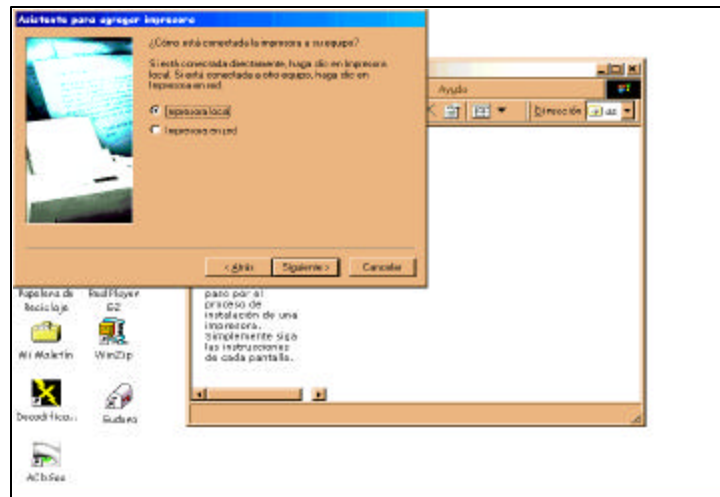 Asistente para agregar impresora
¿Cómo está conectada la impresora a su equipo?
Si está conectada directamente, haga clic en Impresora
local. Si está conectada a otro equipo, haga clic en
Impresora en red.
Impresora local
Impresora en red
< Atrás
Siguiente >
Cancelar
Ayuda
Dirección
Papelera de
Reciclaje
RealPlayer
G2
Mi Maletín
WinZip
Decodifica...
Eudora
ACDSee
paso por el
proceso de
instalación de una
impresora.
Simplemente siga
las instrucciones
de cada pantalla.